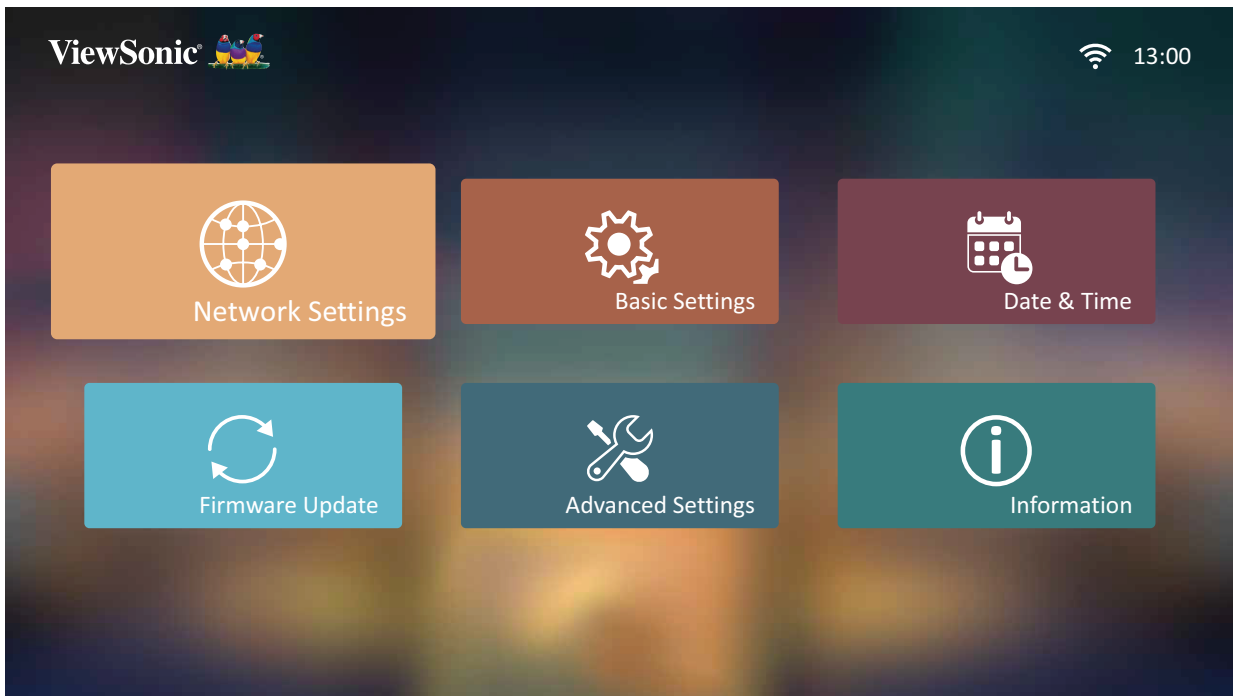 ViewSonic®
13:00
Network Settings
Basic Settings
Date & Time
Firmware Update
Advanced Settings
Information